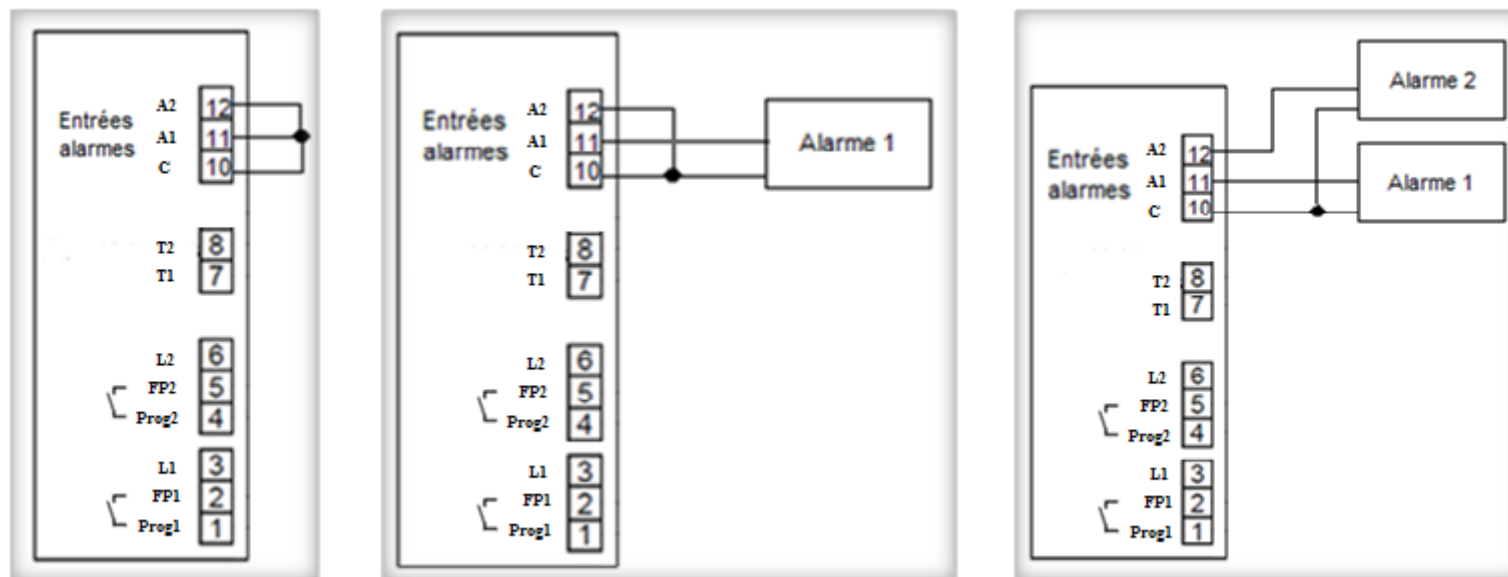 A2 12
Entrées
alarmes
A1 11
C 10
T2 8
T1 7
L2 6
FP2 5
Prog2 4
L1 3
FP1 2
Prog1 1
A2 12
Entrées
alarmes
A1 11
C 10
Alarme 1
T2 8
T1 7
L2 6
FP2 5
Prog2 4
L1 3
FP1 2
Prog1 1
Alarme 2
A2 12
Entrées
alarmes
A1 11
C 10
Alarme 1
T2 8
T1 7
L2 6
FP2 5
Prog2 4
L1 3
FP1 2
Prog1 1